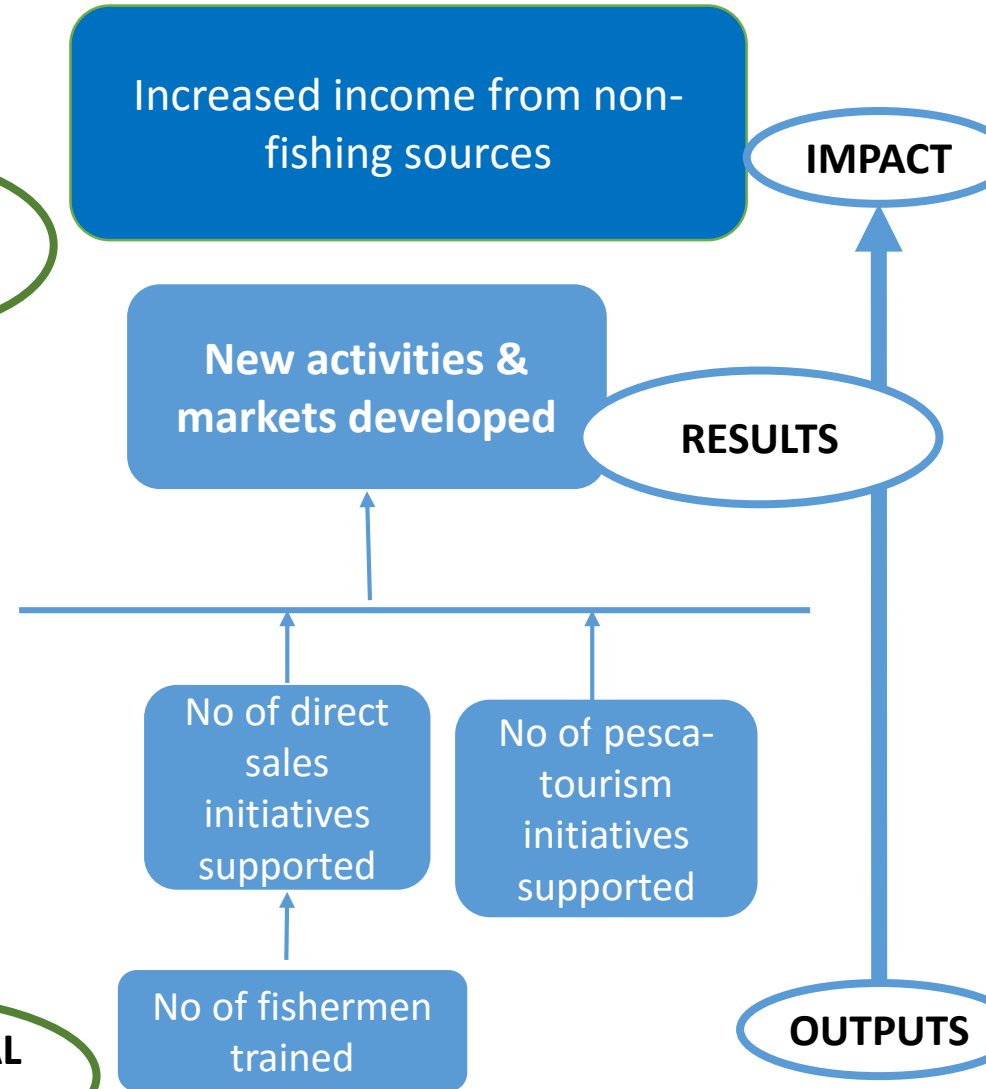 Increased income from non-
fishing sources
IMPACT
New activities &
markets developed
RESULTS
No of direct
sales
initiatives
supported
No of pesca-
tourism
initiatives
supported
No of fishermen
trained
OUTPUTS
AL